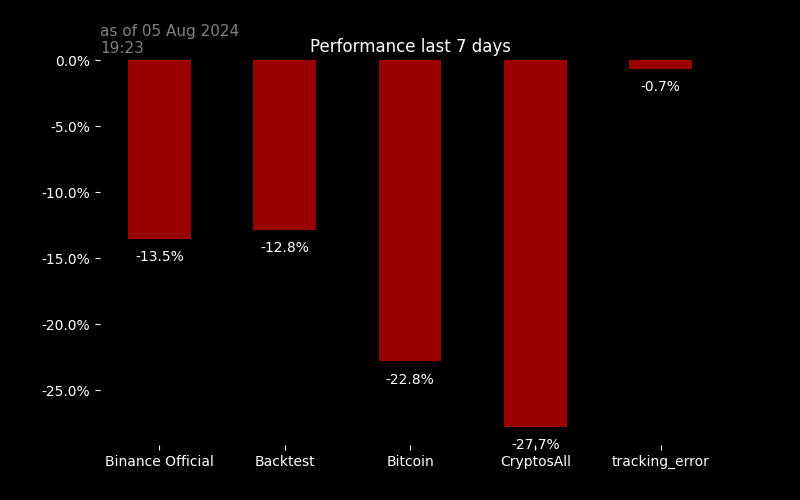 as of 05 Aug 2024
19:23
Performance last 7 days
0.0%
-5.0%
-10.0%
-15.0%
-20.0%
-25.0%
-13.5%
-12.8%
-22.8%
-27.7%
-0.7%
Binance Official
Backtest
Bitcoin
CryptosAll
tracking_error